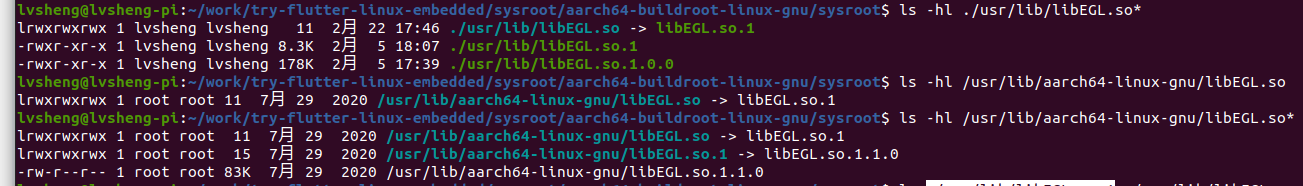 lvsheng@lvsheng-pi:~/work/try-flutter-linux-embedded/sysroot/aarch64-buildroot-linux-gnu/sysroot$ ls -hl ./usr/lib/libEGL.so*
lrwxrwxrwx 1 lvsheng lvsheng   11  2月  22 17:46 ./usr/lib/libEGL.so -> libEGL.so.1
-rwxr-xr-x 1 lvsheng lvsheng 8.3K  2月   5 18:07 ./usr/lib/libEGL.so.1
-rwxr-xr-x 1 lvsheng lvsheng 178K  2月   5 17:39 ./usr/lib/libEGL.so.1.0.0
lvsheng@lvsheng-pi:~/work/try-flutter-linux-embedded/sysroot/aarch64-buildroot-linux-gnu/sysroot$ ls -hl /usr/lib/aarch64-linux-gnu/libEGL.so
lrwxrwxrwx 1 root root 11  7月  29  2020 /usr/lib/aarch64-linux-gnu/libEGL.so -> libEGL.so.1
lvsheng@lvsheng-pi:~/work/try-flutter-linux-embedded/sysroot/aarch64-buildroot-linux-gnu/sysroot$ ls -hl /usr/lib/aarch64-linux-gnu/libEGL.so*
lrwxrwxrwx 1 root root  11  7月  29  2020 /usr/lib/aarch64-linux-gnu/libEGL.so -> libEGL.so.1
lrwxrwxrwx 1 root root  15  7月  29  2020 /usr/lib/aarch64-linux-gnu/libEGL.so.1 -> libEGL.so.1.1.0
-rw-r--r-- 1 root root 83K  7月  29  2020 /usr/lib/aarch64-linux-gnu/libEGL.so.1.1.0